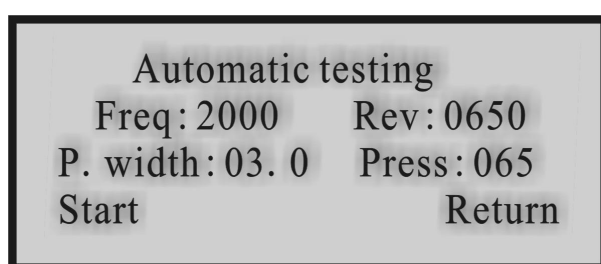 Automatic testing
Freq: 2000 Rev: 0650
P. width: 03. 0 Press: 065
Start Return